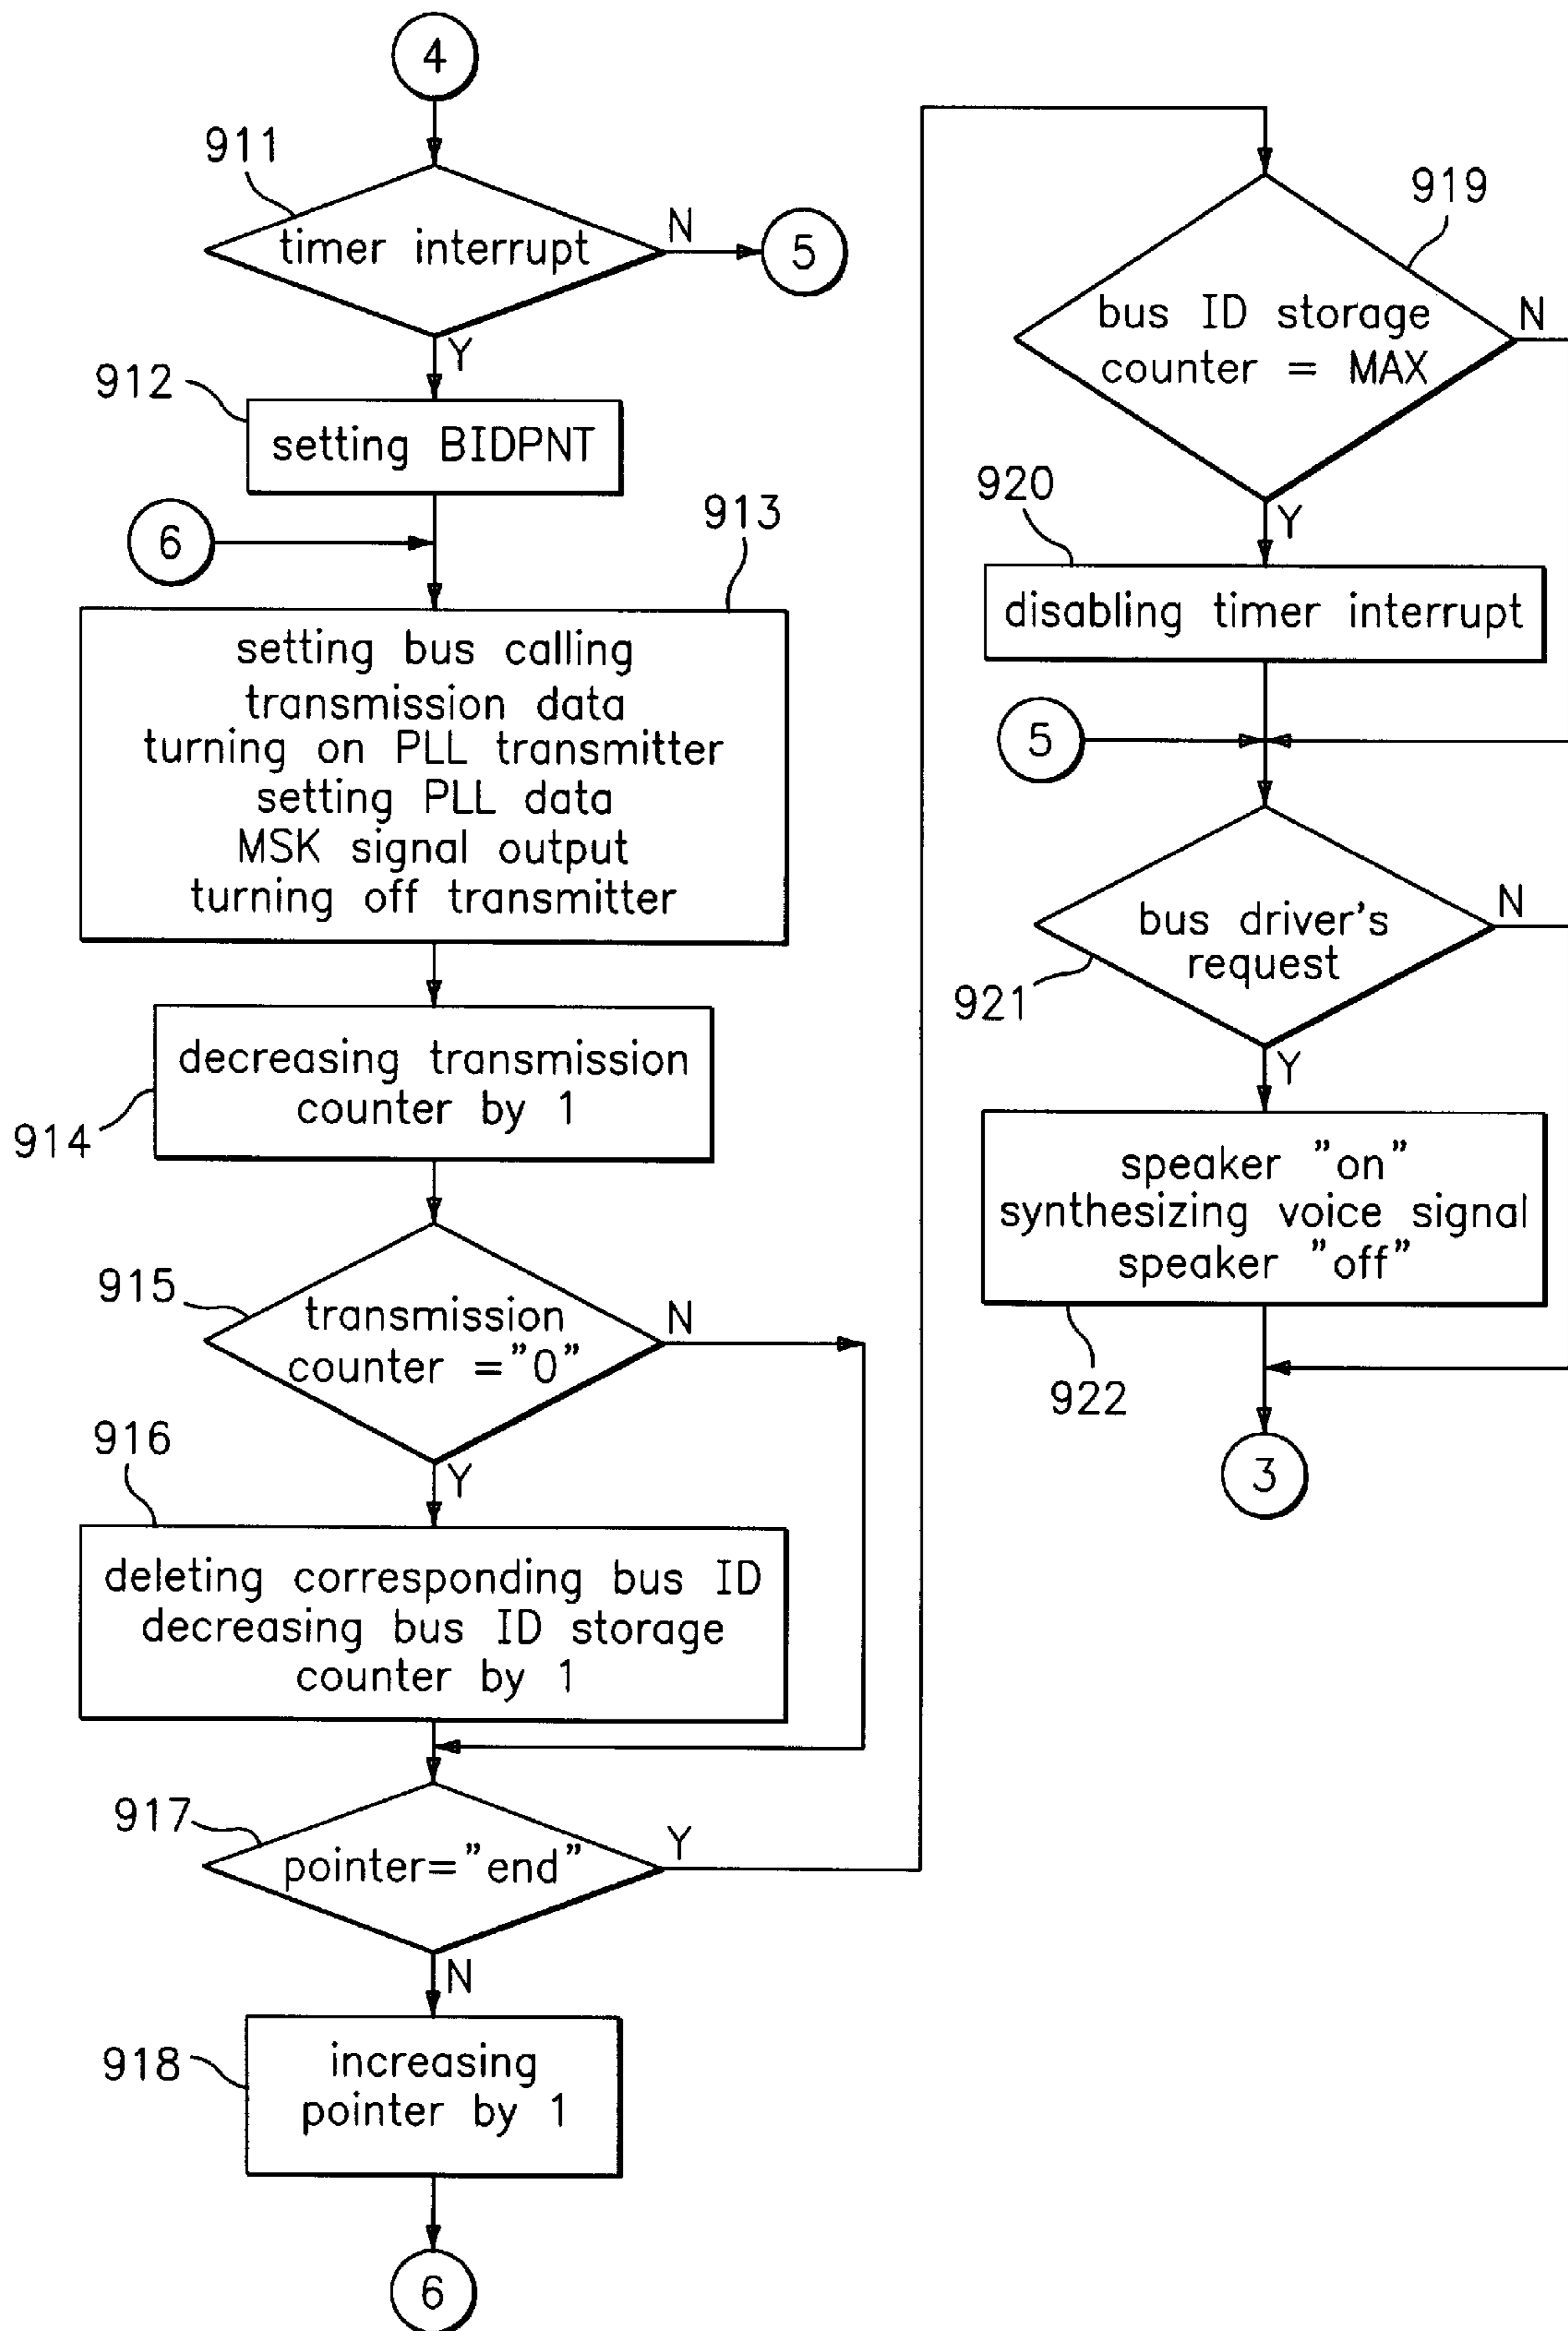 4
911
timer interrupt
N
5
Y
912
setting BIDPNT
6
913
setting bus calling
transmission data
turning on PLL transmitter
setting PLL data
MSK signal output
turning off transmitter
914
decreasing transmission
counter by 1
915
transmission
counter ="0"
N
Y
916
deleting corresponding bus ID
decreasing bus ID storage
counter by 1
917
pointer="end"
Y
N
918
increasing
pointer by 1
6
919
bus ID storage
counter = MAX
N
Y
920
disabling timer interrupt
5
921
bus driver's
request
N
Y
speaker "on"
synthesizing voice signal
speaker "off"
922
3